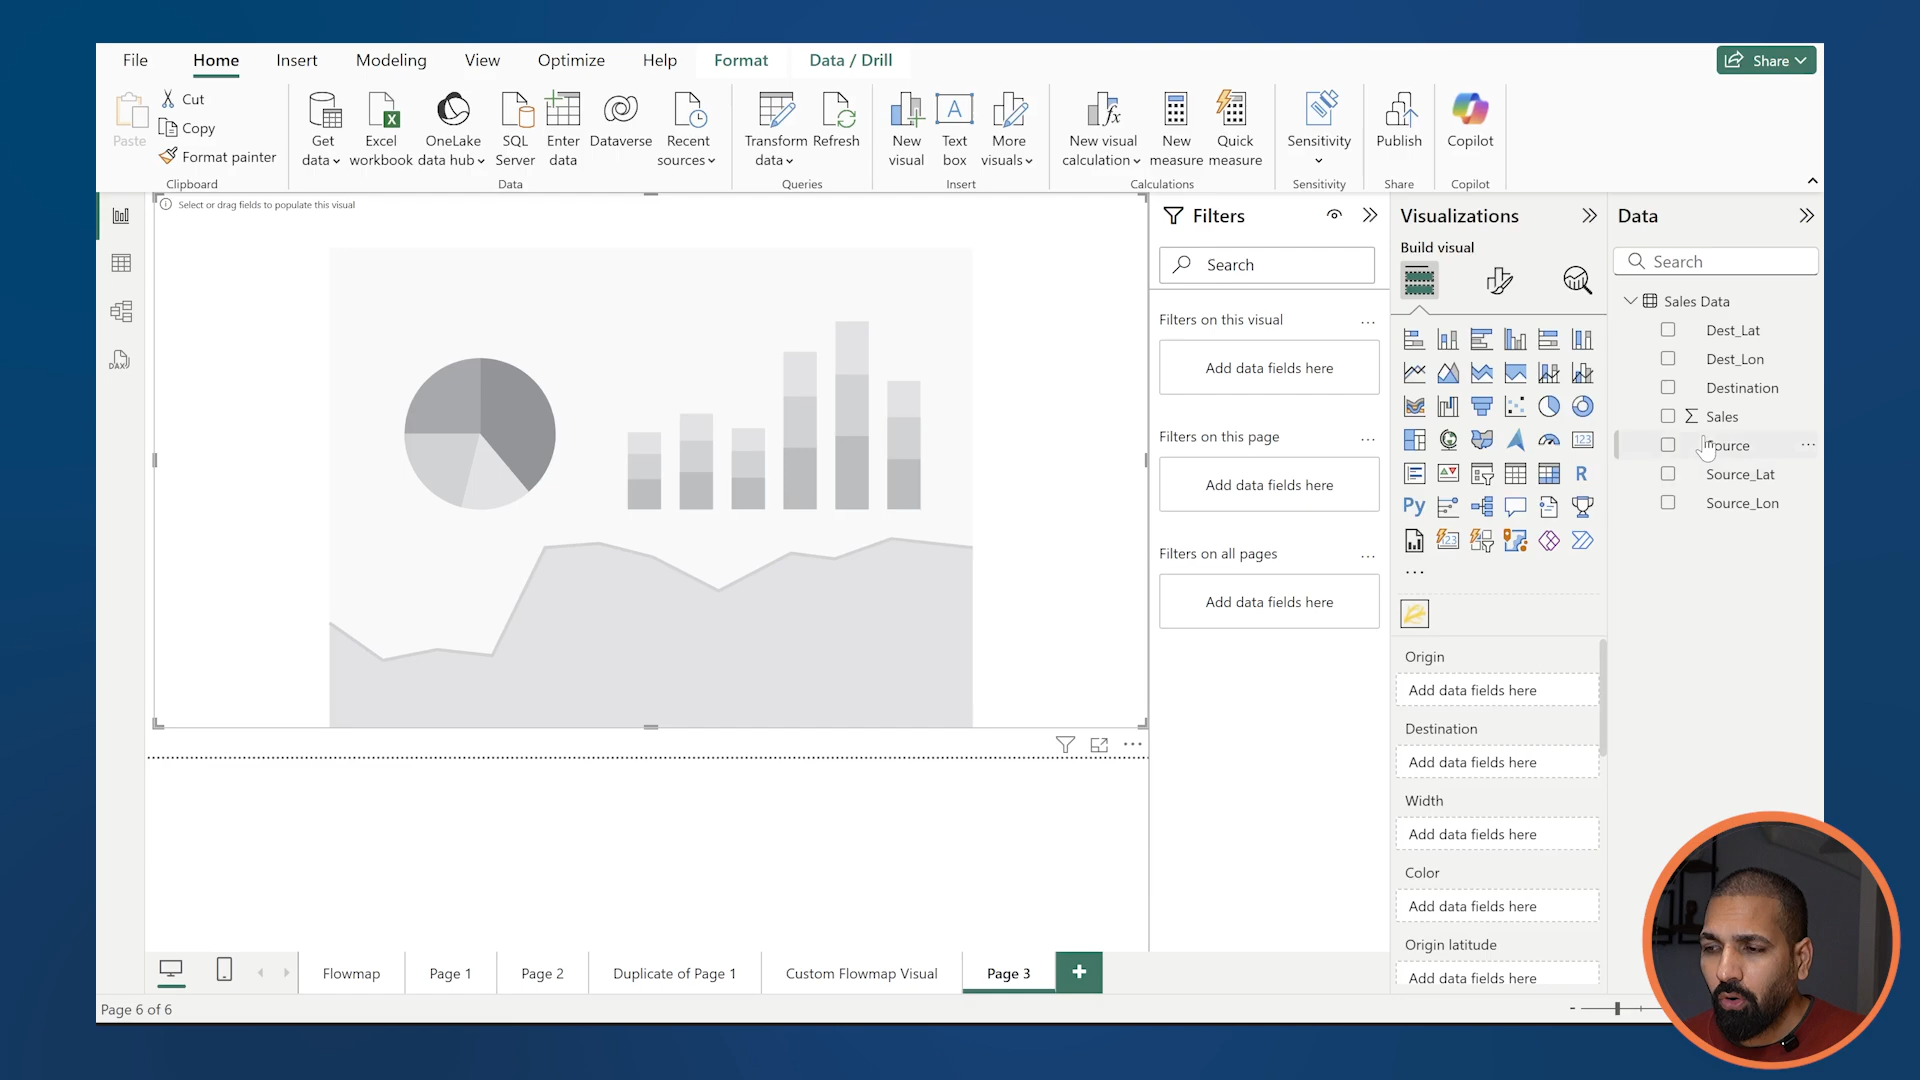 File Home Insert Modeling View Optimize Help Format Data / Drill Share
Paste
Cut
Copy
Format painter
Clipboard
Get data
Excel workbook
OneLake data hub
SQL Server
Enter data
Dataverse
Recent sources
Data
Transform data
Refresh
Queries
New visual
Text box
More visuals
Insert
New visual calculation
New measure
Quick measure
Calculations
Sensitivity
Sensitivity
Publish
Share
Copilot
Copilot
DAX
Select or drag fields to populate this visual
Filters
Search
Filters on this visual ...
Add data fields here
Filters on this page ...
Add data fields here
Filters on all pages ...
Add data fields here
Visualizations
Build visual
123
R
Py
123
...
Origin
Add data fields here
Destination
Add data fields here
Width
Add data fields here
Color
Add data fields here
Origin latitude
Add data fields here
Data
Search
Sales Data
Dest_Lat
Dest_Lon
Destination
Σ Sales
Source_Lat
Source_Lon
Flowmap Page 1 Page 2 Duplicate of Page 1 Custom Flowmap Visual Page 3 +
Page 6 of 6